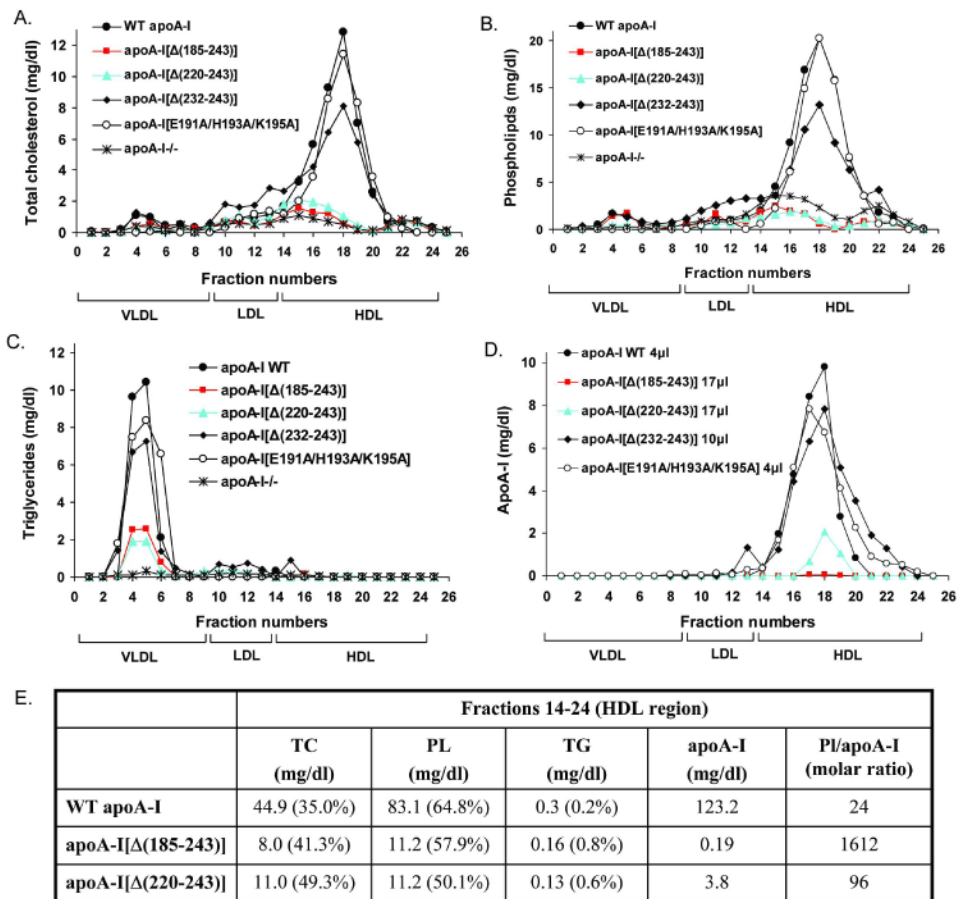 A.
WT apoA-I
apoA-I[Δ(185-243)]
apoA-I[Δ(220-243)]
apoA-I[Δ(232-243)]
apoA-I[E191A/H193A/K195A]
apoA-I-/-
Total cholesterol (mg/dl)
12
10
8
6
4
2
0
0 2 4 6 8 10 12 14 16 18 20 22 24 26
Fraction numbers
VLDL LDL HDL
B.
WT apoA-I
apoA-I[Δ(185-243)]
apoA-I[Δ(220-243)]
apoA-I[Δ(232-243)]
apoA-I[E191A/H193A/K195A]
apoA-I-/-
Phospholipds (mg/dl)
20
15
10
5
0
0 2 4 6 8 10 12 14 16 18 20 22 24 26
Fraction numbers
VLDL LDL HDL
C.
apoA-I WT
apoA-I[Δ(185-243)]
apoA-I[Δ(220-243)]
apoA-I[Δ(232-243)]
apoA-I[E191A/H193A/K195A]
apoA-I-/-
Triglycerides (mg/dl)
12
10
8
6
4
2
0
0 2 4 6 8 10 12 14 16 18 20 22 24 26
Fraction numbers
VLDL LDL HDL
D.
apoA-I WT 4µl
apoA-I[Δ(185-243)] 17µl
apoA-I[Δ(220-243)] 17µl
apoA-I[Δ(232-243)] 10µl
apoA-I[E191A/H193A/K195A] 4µl
ApoA-I (mg/dl)
10
8
6
4
2
0
0 2 4 6 8 10 12 14 16 18 20 22 24 26
Fraction numbers
VLDL LDL HDL
E.
Fractions 14-24 (HDL region)
TC (mg/dl) PL (mg/dl) TG (mg/dl) apoA-I (mg/dl) Pl/apoA-I (molar ratio)
WT apoA-I 44.9 (35.0%) 83.1 (64.8%) 0.3 (0.2%) 123.2 24
apoA-I[Δ(185-243)] 8.0 (41.3%) 11.2 (57.9%) 0.16 (0.8%) 0.19 1612
apoA-I[Δ(220-243)] 11.0 (49.3%) 11.2 (50.1%) 0.13 (0.6%) 3.8 96